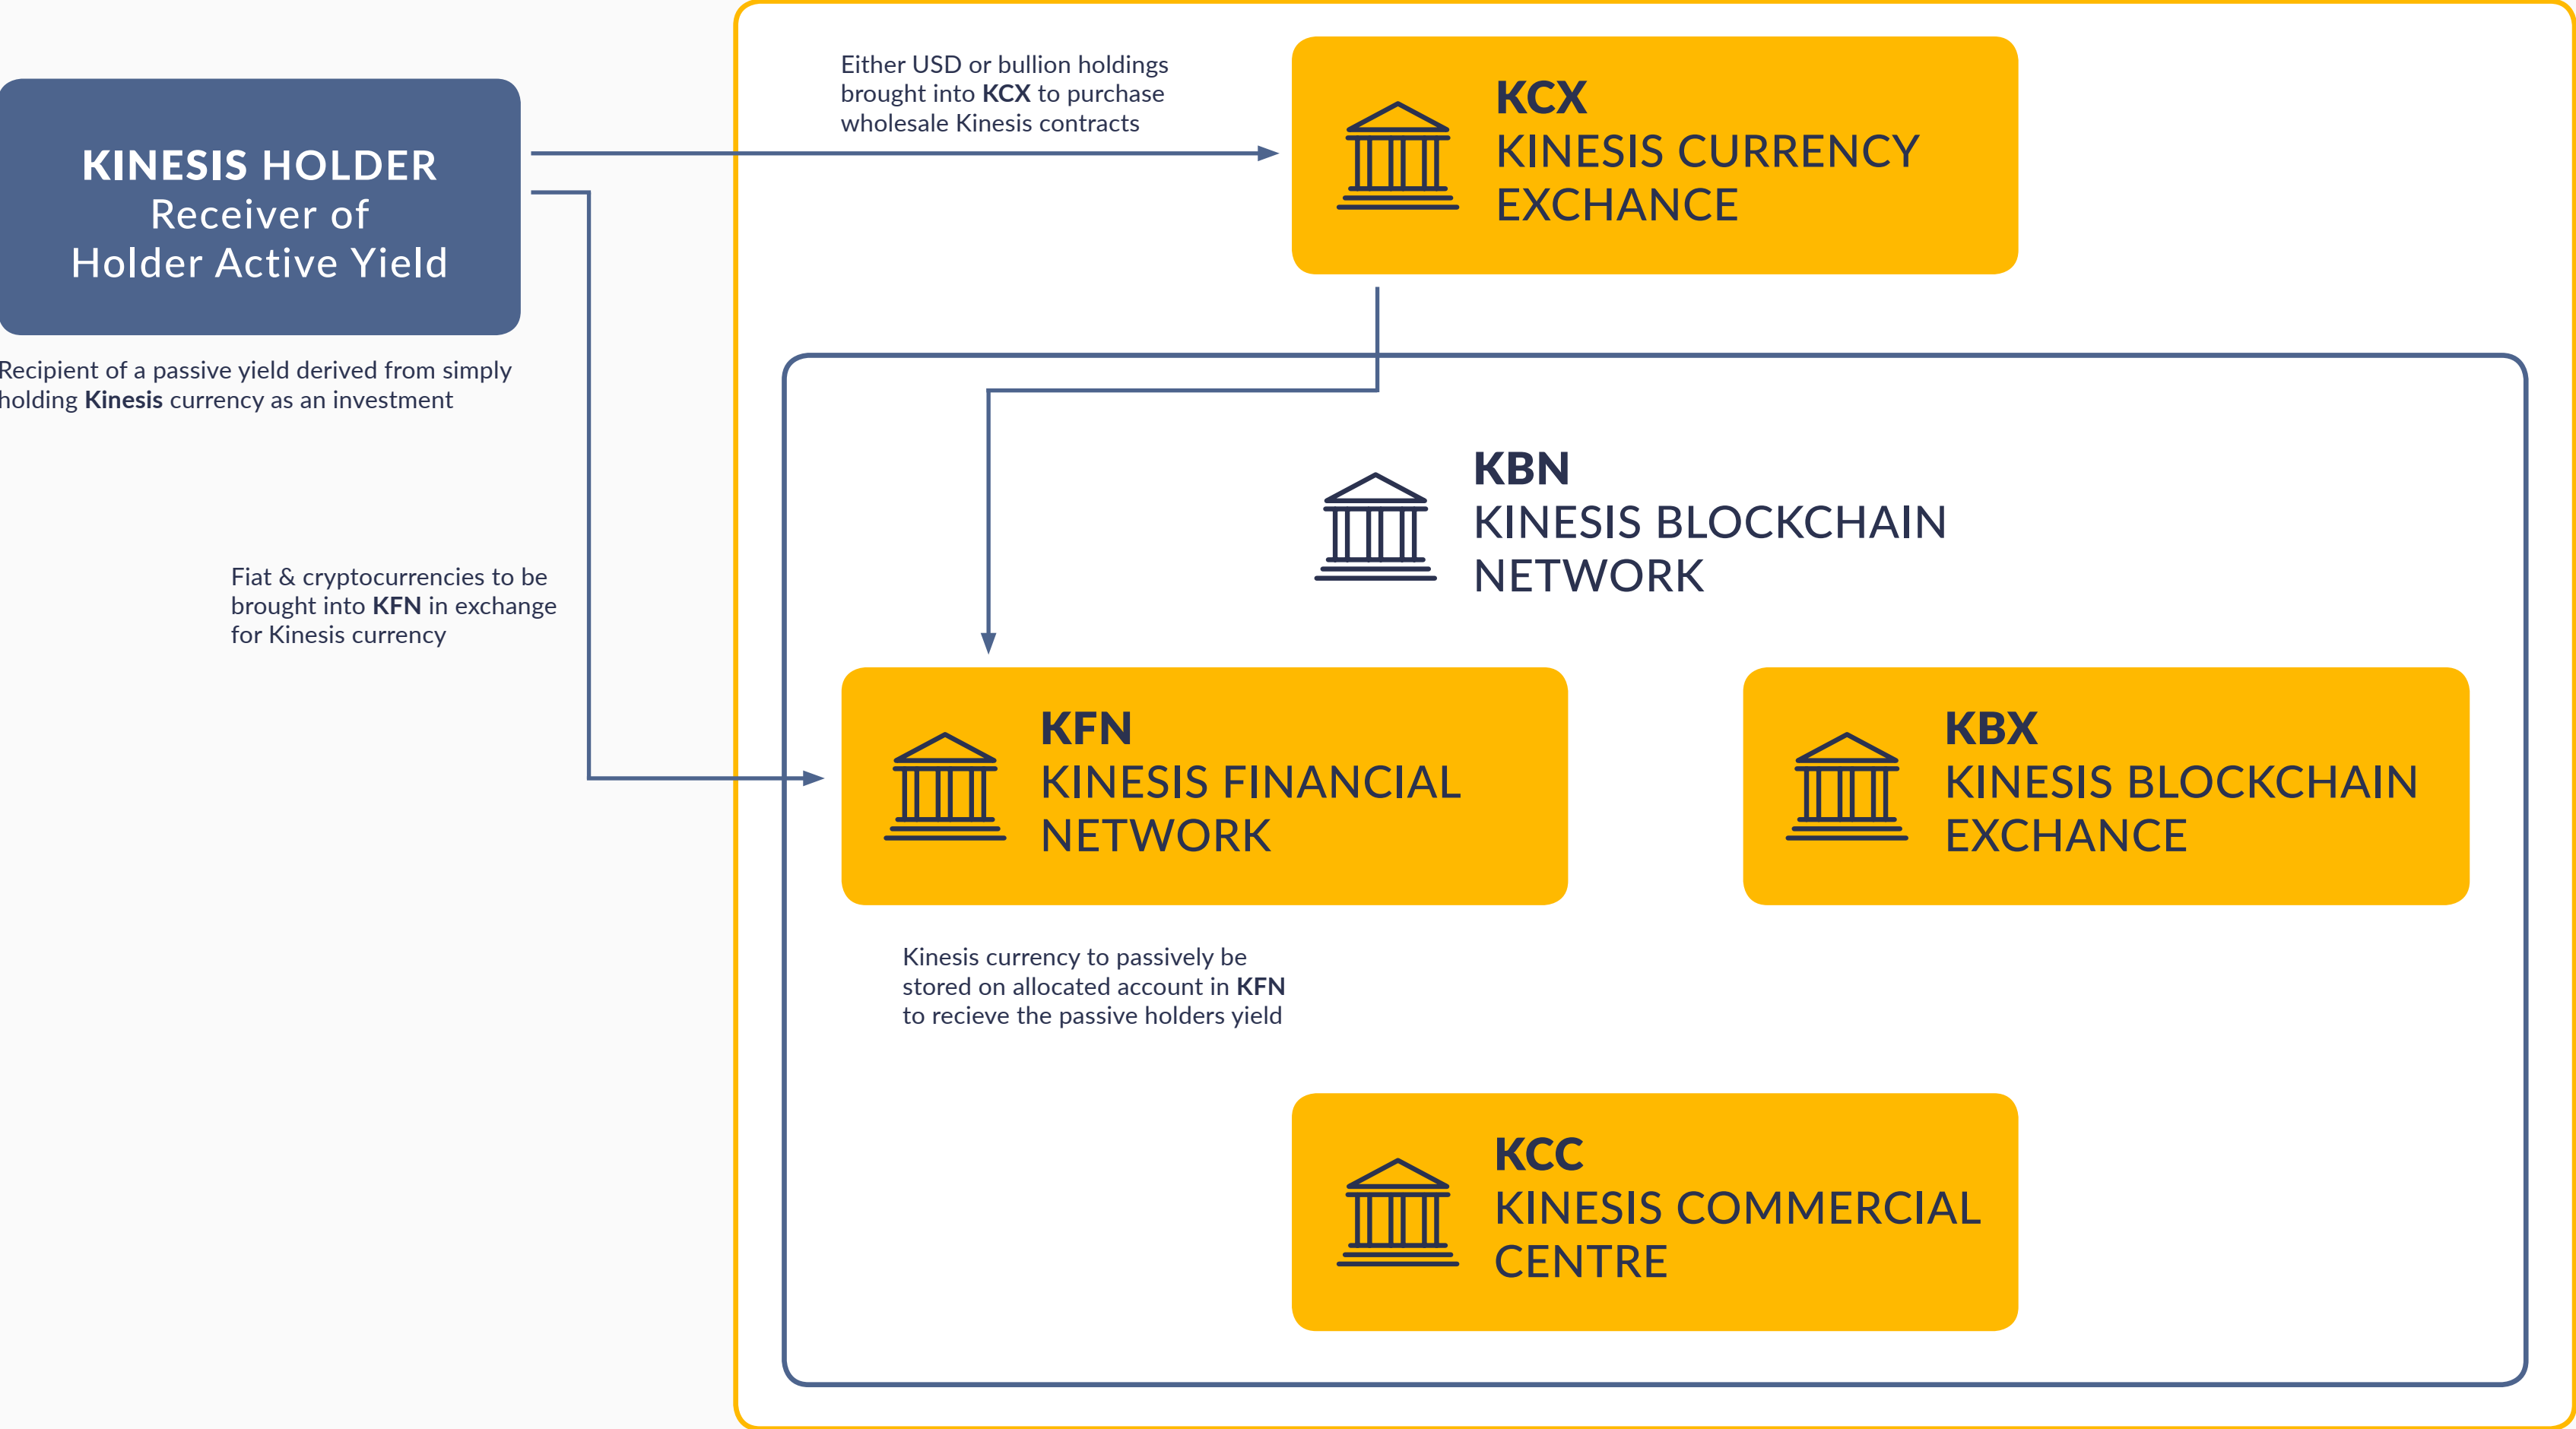 KINESIS HOLDER
Receiver of
Holder Active Yield
Recipient of a passive yield derived from simply
holding Kinesis currency as an investment
Either USD or bullion holdings
brought into KCX to purchase
wholesale Kinesis contracts
KCX
KINESIS CURRENCY
EXCHANCE
Fiat & cryptocurrencies to be
brought into KFN in exchange
for Kinesis currency
KBN
KINESIS BLOCKCHAIN
NETWORK
KFN
KINESIS FINANCIAL
NETWORK
KBX
KINESIS BLOCKCHAIN
EXCHANCE
Kinesis currency to passively be
stored on allocated account in KFN
to recieve the passive holders yield
KCC
KINESIS COMMERCIAL
CENTRE